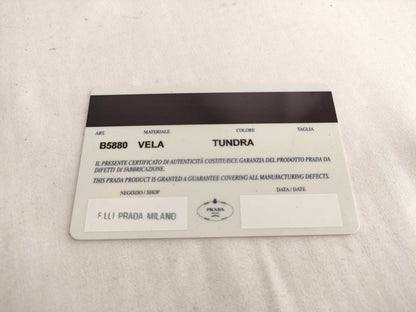 ART. MATERIALE COLORE TAGLIA
B5880 VELA TUNDRA
IL PRESENTE CERTIFICATO DI AUTENTICITÀ COSTITUISCE GARANZIA DEL PRODOTTO PRADA DA
DIFETTI DI FABBRICAZIONE.
THIS PRADA PRODUCT IS GRANTED A GUARANTEE COVERING ALL MANUFACTURING DEFECTS.
NEGOZIO / SHOP DATA / DATE
F.LLI PRADA MILANO
PRADA